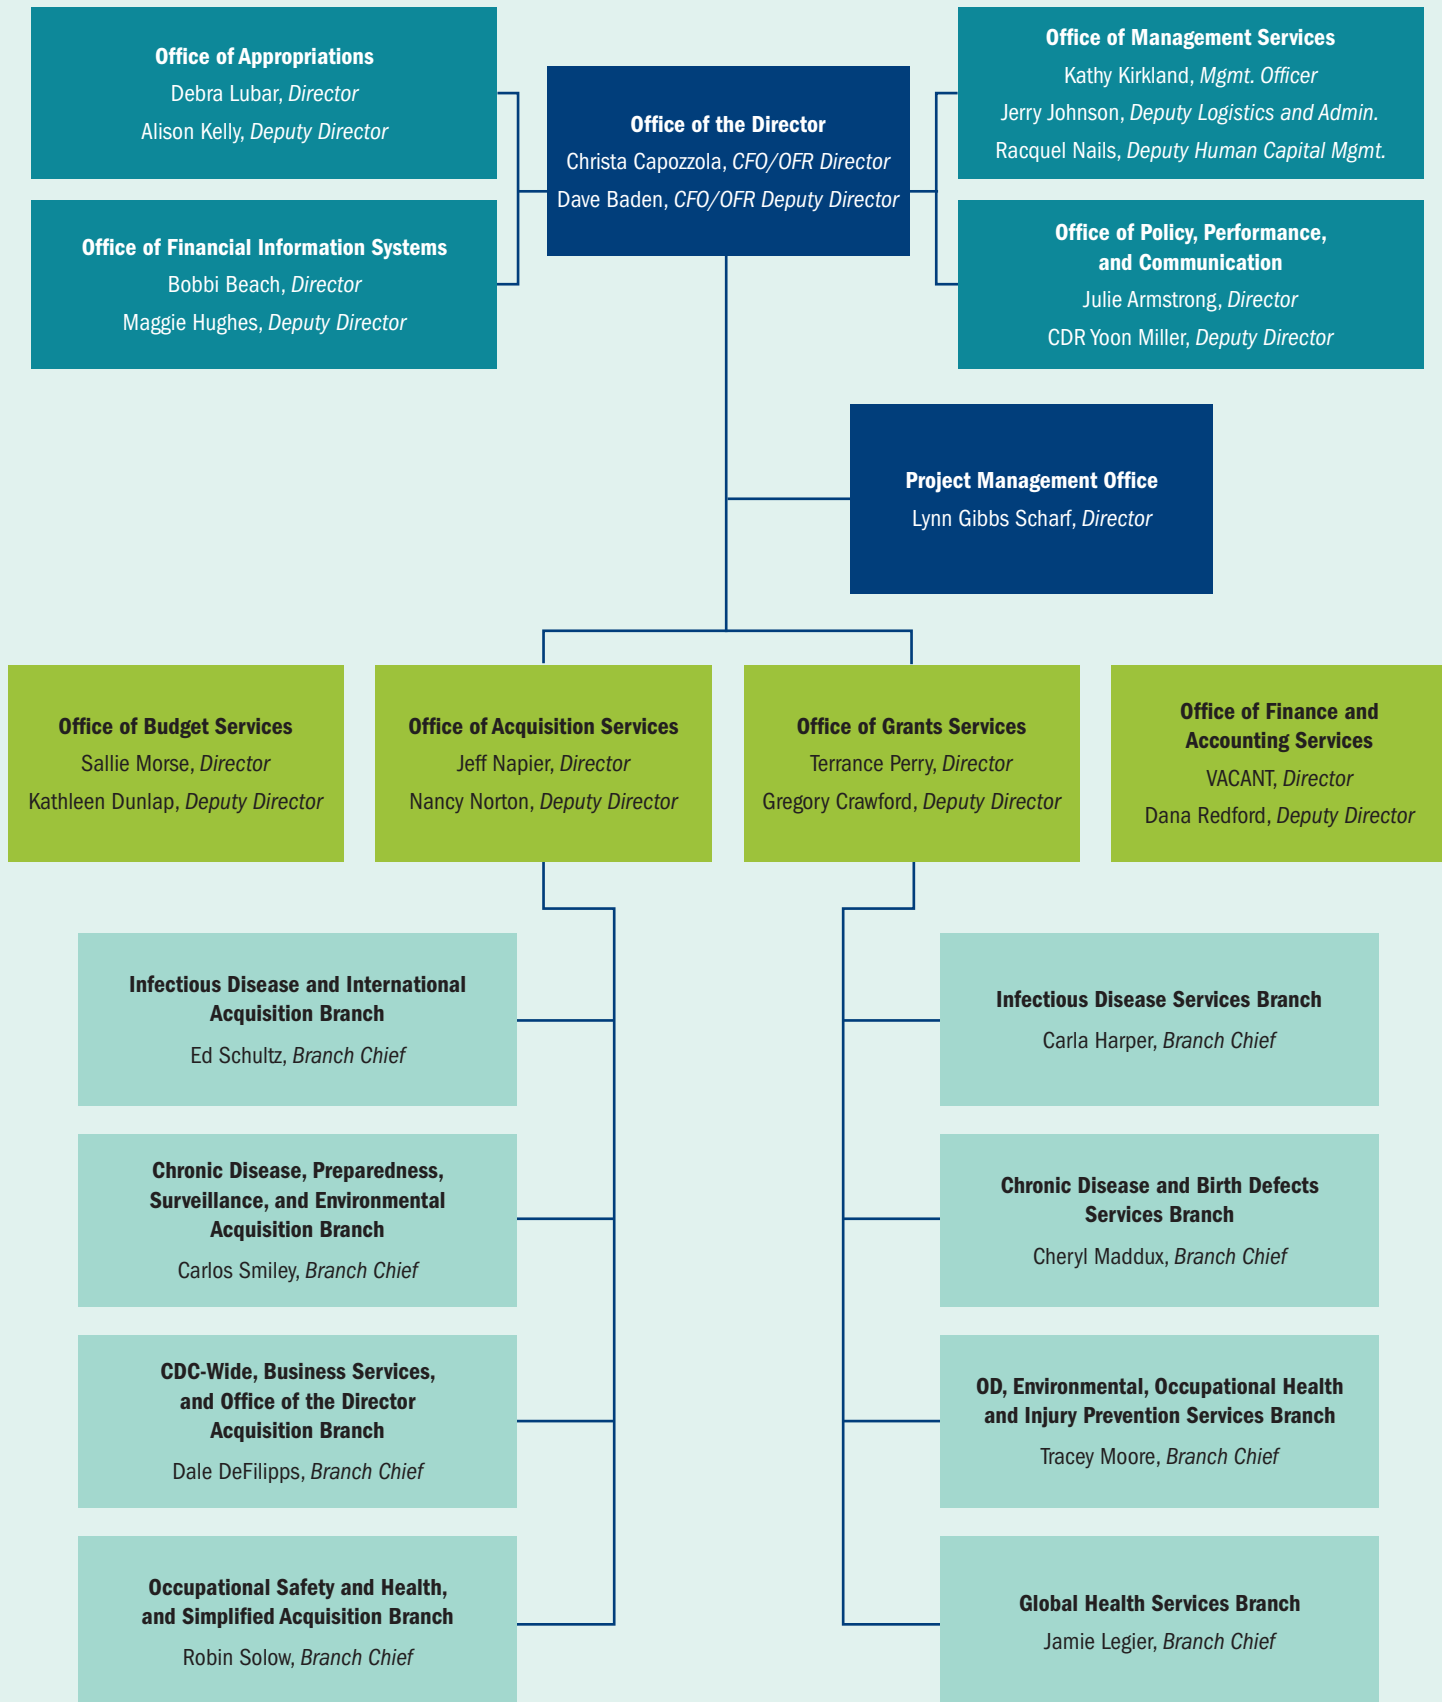 Office of Appropriations
Debra Lubar, Director
Alison Kelly, Deputy Director
Office of Financial Information Systems
Bobbi Beach, Director
Maggie Hughes, Deputy Director
Office of the Director
Christa Capozzola, CFO/OFR Director
Dave Baden, CFO/OFR Deputy Director
Office of Management Services
Kathy Kirkland, Mgmt. Officer
Jerry Johnson, Deputy Logistics and Admin.
Racquel Nails, Deputy Human Capital Mgmt.
Office of Policy, Performance,
and Communication
Julie Armstrong, Director
CDR Yoon Miller, Deputy Director
Project Management Office
Lynn Gibbs Scharf, Director
Office of Budget Services
Sallie Morse, Director
Kathleen Dunlap, Deputy Director
Office of Acquisition Services
Jeff Napier, Director
Nancy Norton, Deputy Director
Office of Grants Services
Terrance Perry, Director
Gregory Crawford, Deputy Director
Office of Finance and
Accounting Services
VACANT, Director
Dana Redford, Deputy Director
Infectious Disease and International
Acquisition Branch
Ed Schultz, Branch Chief
Chronic Disease, Preparedness,
Surveillance, and Environmental
Acquisition Branch
Carlos Smiley, Branch Chief
CDC-Wide, Business Services,
and Office of the Director
Acquisition Branch
Dale DeFilipps, Branch Chief
Occupational Safety and Health,
and Simplified Acquisition Branch
Robin Solow, Branch Chief
Infectious Disease Services Branch
Carla Harper, Branch Chief
Chronic Disease and Birth Defects
Services Branch
Cheryl Maddux, Branch Chief
OD, Environmental, Occupational Health
and Injury Prevention Services Branch
Tracey Moore, Branch Chief
Global Health Services Branch
Jamie Legier, Branch Chief